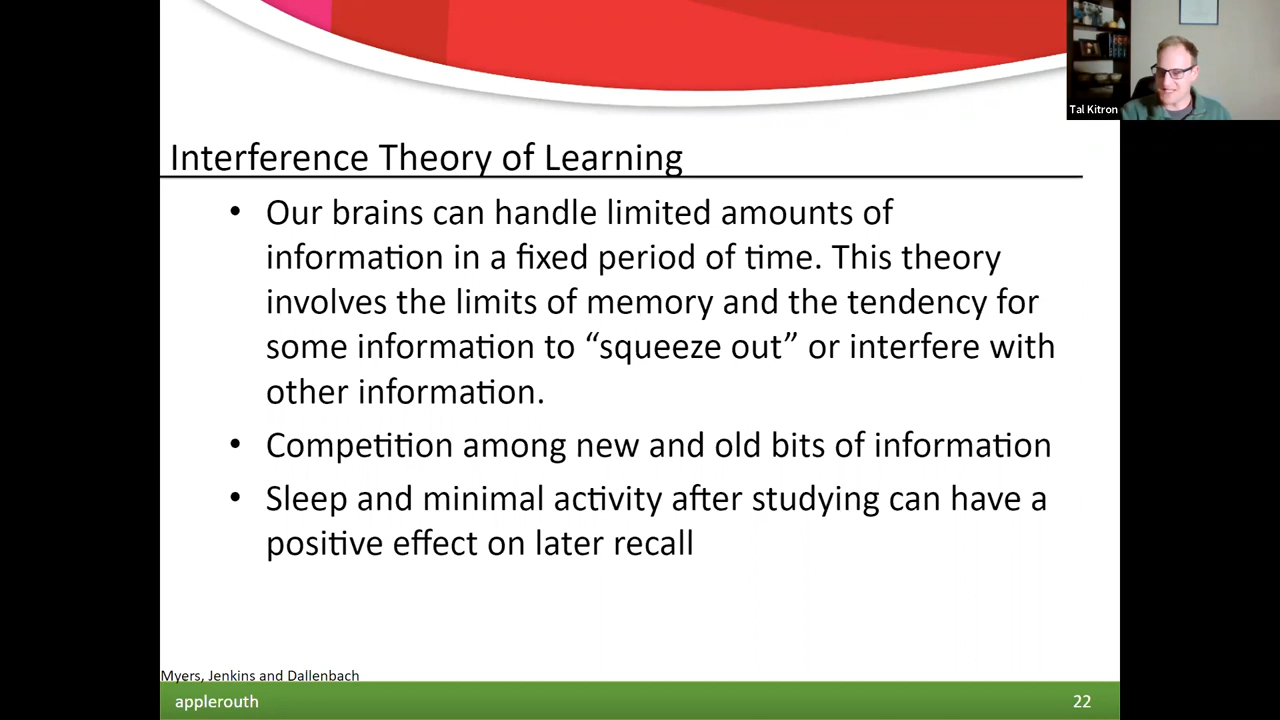 Tal Kitron
Interference Theory of Learning
• Our brains can handle limited amounts of
information in a fixed period of time. This theory
involves the limits of memory and the tendency for
some information to “squeeze out” or interfere with
other information.
• Competition among new and old bits of information
• Sleep and minimal activity after studying can have a
positive effect on later recall
Myers, Jenkins and Dallenbach
applerouth
22